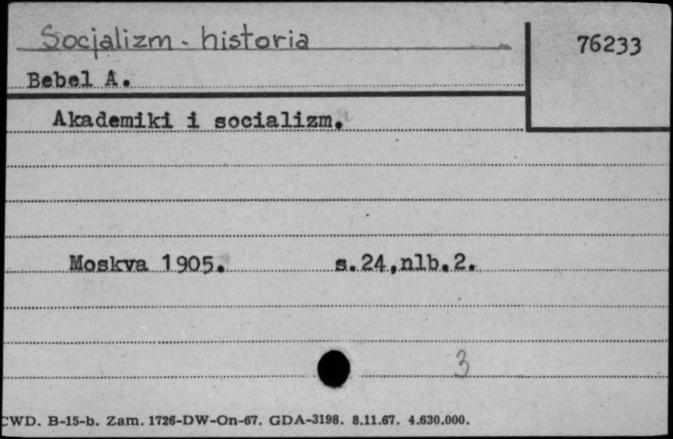 Socjalizm - historia
76233
Bebel A.
Akademiki i socializm.
Moskva 1905. s.24,nlb.2.
3
CWD. B-15-b. Zam. 1726-DW-On-67. GDA-3198. 8.11.67. 4.630.000.